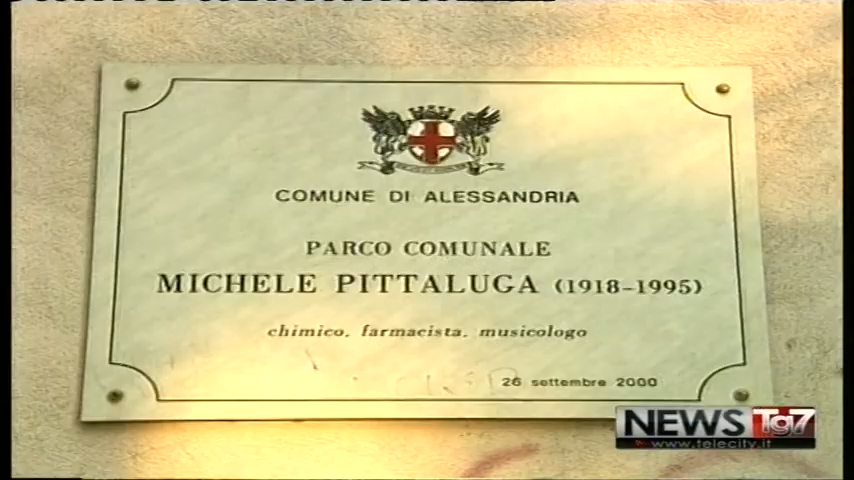 COMUNE DI ALESSANDRIA
PARCO COMUNALE
MICHELE PITTALUGA (1918-1995)
chimico, farmacista, musicologo
26 settembre 2000
NEWS Tg7
www.telecity.it